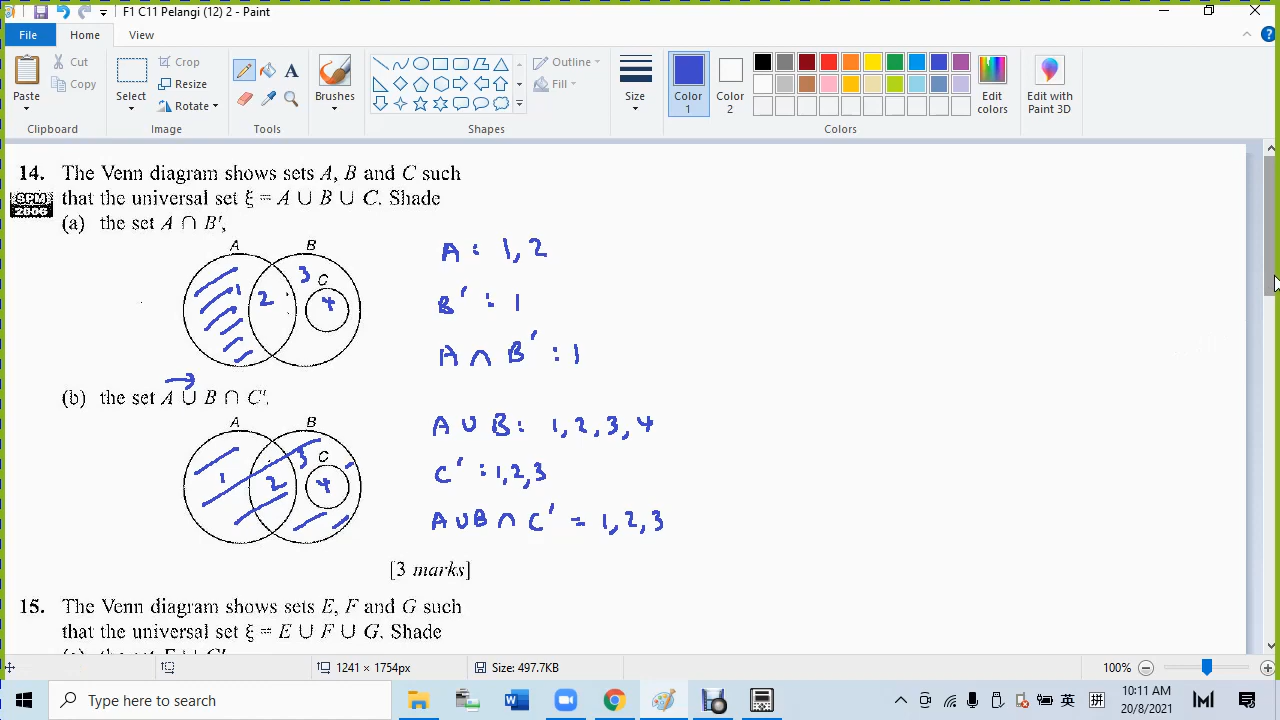 F1 C11 Pelangi (12) 2 - Paint
File Home View
Paste Cut Copy Select Crop Resize Rotate A Brushes Outline Fill Size Color 1 Color 2 Edit colors Edit with Paint 3D
Clipboard Image Tools Shapes Colors
14. The Venn diagram shows sets A, B and C such
SPM 2006 that the universal set ξ = A ∪ B ∪ C. Shade
(a) the set A ∩ B′,
A B
1 2 3 C 4
A : 1, 2
B′ : 1
A ∩ B′ : 1
(b) the set A ∪ B ∩ C′.
A B
1 2 3 C 4
A ∪ B : 1, 2, 3, 4
C′ : 1, 2, 3
A ∪ B ∩ C′ = 1, 2, 3
[3 marks]
15. The Venn diagram shows sets E, F and G such
that the universal set ξ = E ∪ F ∪ G. Shade
1241 × 1754px Size: 497.7KB 100%
Type here to search
英 拼 10:11 AM
20/8/2021